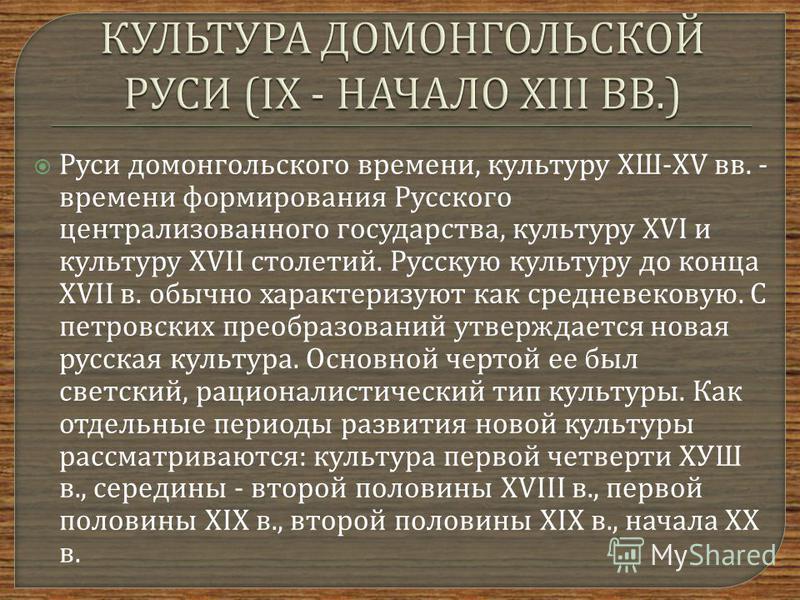 КУЛЬТУРА ДОМОНГОЛЬСКОЙ
РУСИ (IX - НАЧАЛО XIII ВВ.)
Руси домонгольского времени, культуру ХШ-XV вв. -
времени формирования Русского
централизованного государства, культуру XVI и
культуру XVII столетий. Русскую культуру до конца
XVII в. обычно характеризуют как средневековую. С
петровских преобразований утверждается новая
русская культура. Основной чертой ее был
светский, рационалистический тип культуры. Как
отдельные периоды развития новой культуры
рассматриваются: культура первой четверти ХУШ
в., середины - второй половины XVIII в., первой
половины XIX в., второй половины XIX в., начала XX
в.
MyShared